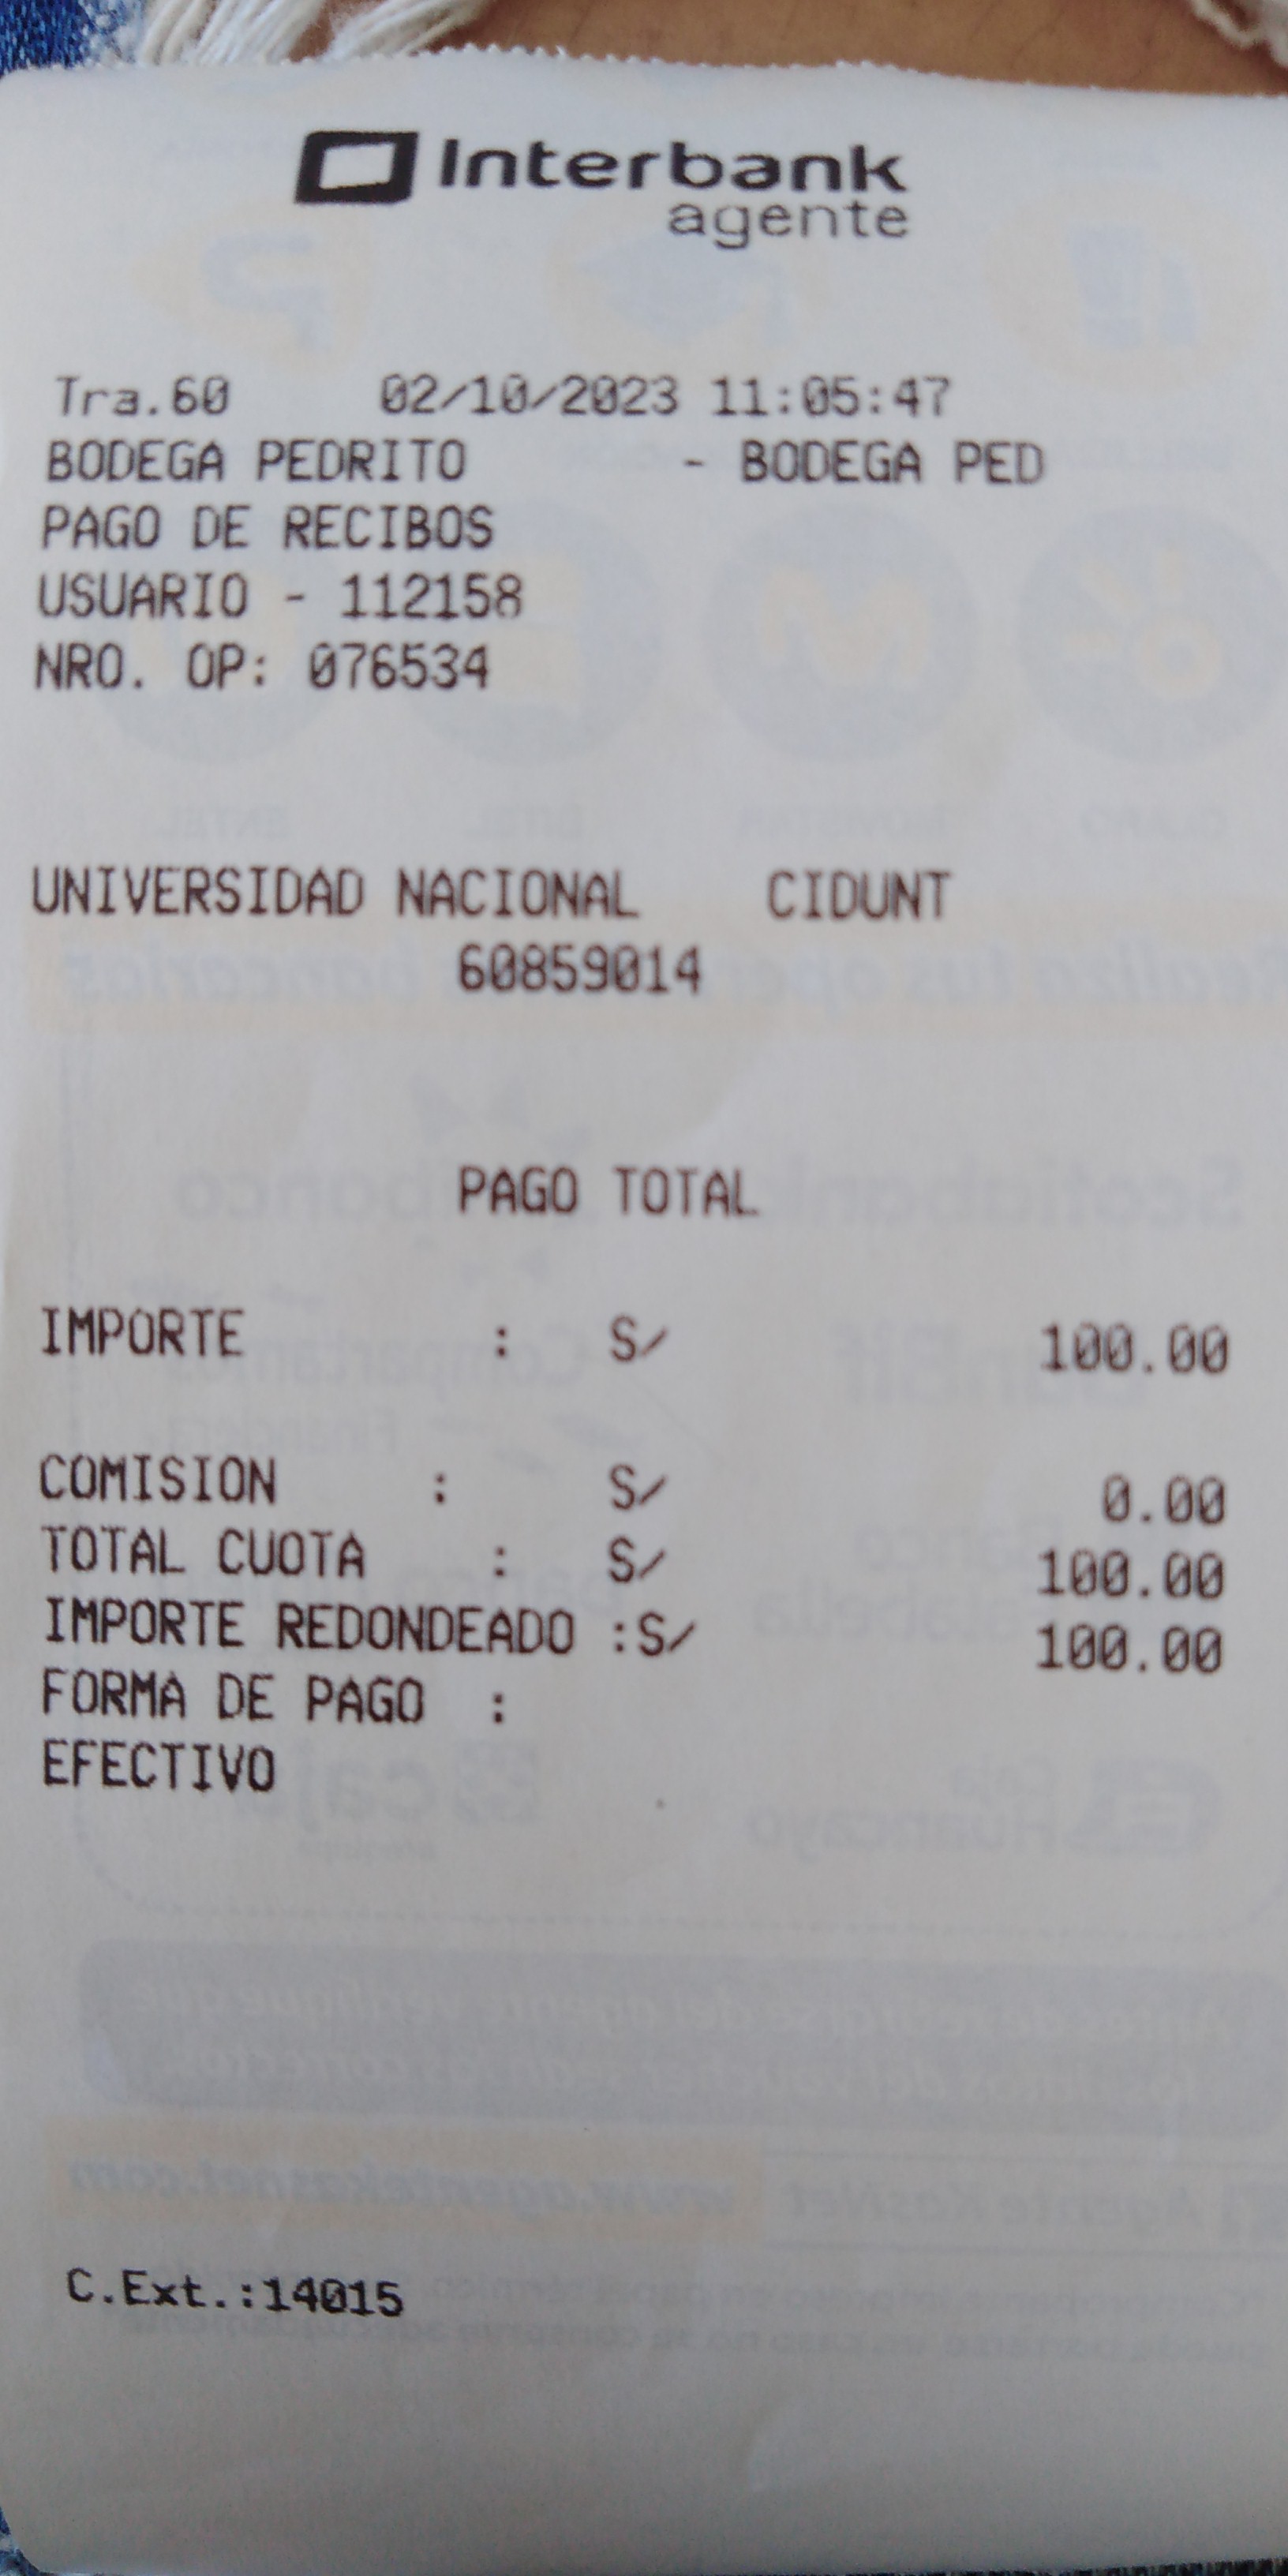 Interbank
agente
Tra.60 02/10/2023 11:05:47
BODEGA PEDRITO - BODEGA PED
PAGO DE RECIBOS
USUARIO - 112158
NRO. OP: 076534
UNIVERSIDAD NACIONAL CIDUNT
60859014
PAGO TOTAL
IMPORTE : S/ 100.00
COMISION : S/ 0.00
TOTAL CUOTA : S/ 100.00
IMPORTE REDONDEADO :S/ 100.00
FORMA DE PAGO :
EFECTIVO
C.Ext.:14015